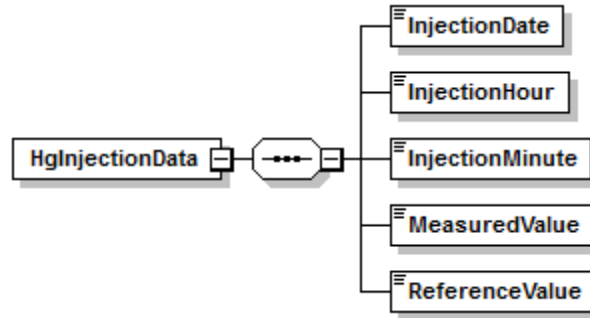 InjectionDate
InjectionHour
HgInjectionData
InjectionMinute
MeasuredValue
ReferenceValue